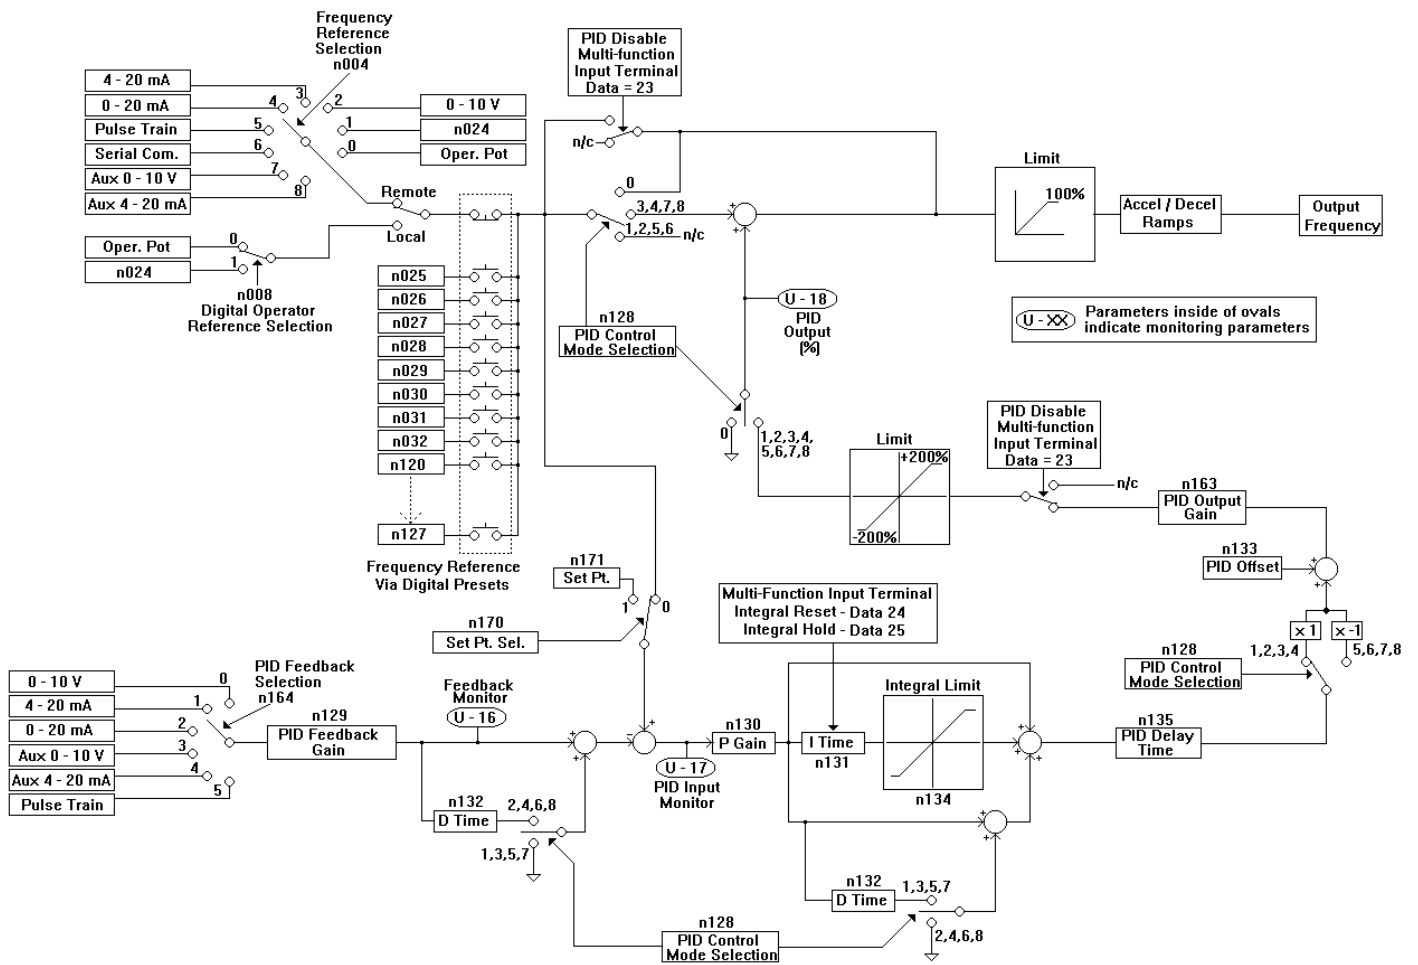 Frequency
Reference
Selection
n004
4 - 20 mA
0 - 20 mA
Pulse Train
Serial Com.
Aux 0 - 10 V
Aux 4 - 20 mA
3
4
5
6
7
8
2
1
0
0 - 10 V
n024
Oper. Pot
Remote
Local
Oper. Pot
n024
0
1
n008
Digital Operator
Reference Selection
n025
n026
n027
n028
n029
n030
n031
n032
n120
n127
Frequency Reference
Via Digital Presets
PID Disable
Multi-function
Input Terminal
Data = 23
n/c
0
3,4,7,8
1,2,5,6
n/c
+
+
n128
PID Control
Mode Selection
U - 18
PID
Output
(%)
0
1,2,3,4,
5,6,7,8
Limit
100%
Accel / Decel
Ramps
Output
Frequency
U - XX
Parameters inside of ovals
indicate monitoring parameters
Limit
+200%
-200%
PID Disable
Multi-function
Input Terminal
Data = 23
n/c
n163
PID Output
Gain
n133
PID Offset
+
+
x 1
x -1
1,2,3,4
5,6,7,8
n128
PID Control
Mode Selection
n135
PID Delay
Time
n171
Set Pt.
1
0
n170
Set Pt. Sel.
Multi-Function Input Terminal
Integral Reset - Data 24
Integral Hold - Data 25
0 - 10 V
4 - 20 mA
0 - 20 mA
Aux 0 - 10 V
Aux 4 - 20 mA
Pulse Train
0
1
2
3
4
5
PID Feedback
Selection
n164
n129
PID Feedback
Gain
Feedback
Monitor
U - 16
+
+
-
+
U - 17
PID Input
Monitor
n130
P Gain
I Time
n131
Integral Limit
n134
+
+
+
n132
D Time
2,4,6,8
1,3,5,7
+
+
n132
D Time
1,3,5,7
2,4,6,8
n128
PID Control
Mode Selection